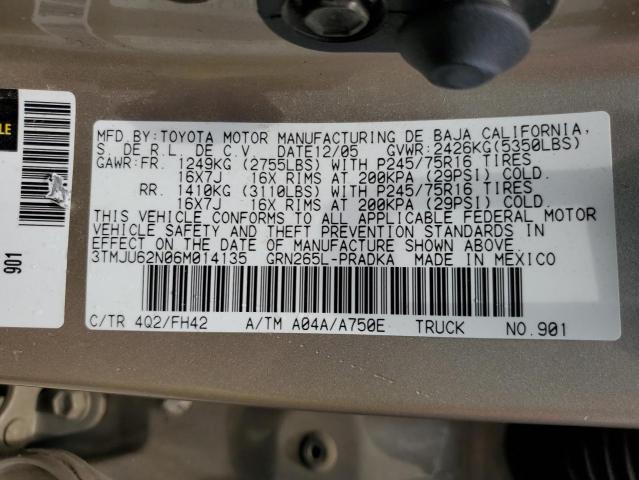 LE
901
MFD.BY:TOYOTA MOTOR MANUFACTURING DE BAJA CALIFORNIA,
S. DE R.L. DE C.V. DATE12/05 GVWR:2426KG(5350LBS)
GAWR:FR. 1249KG (2755LBS) WITH P245/75R16 TIRES
16X7J 16X RIMS AT 200KPA (29PSI) COLD.
RR. 1410KG (3110LBS) WITH P245/75R16 TIRES
16X7J 16X RIMS AT 200KPA (29PSI) COLD.
THIS VEHICLE CONFORMS TO ALL APPLICABLE FEDERAL MOTOR
VEHICLE SAFETY AND THEFT PREVENTION STANDARDS IN
EFFECT ON THE DATE OF MANUFACTURE SHOWN ABOVE.
3TMJU62N06M014135 GRN265L-PRADKA MADE IN MEXICO
C/TR 4Q2/FH42 A/TM A04A/A750E TRUCK NO.901